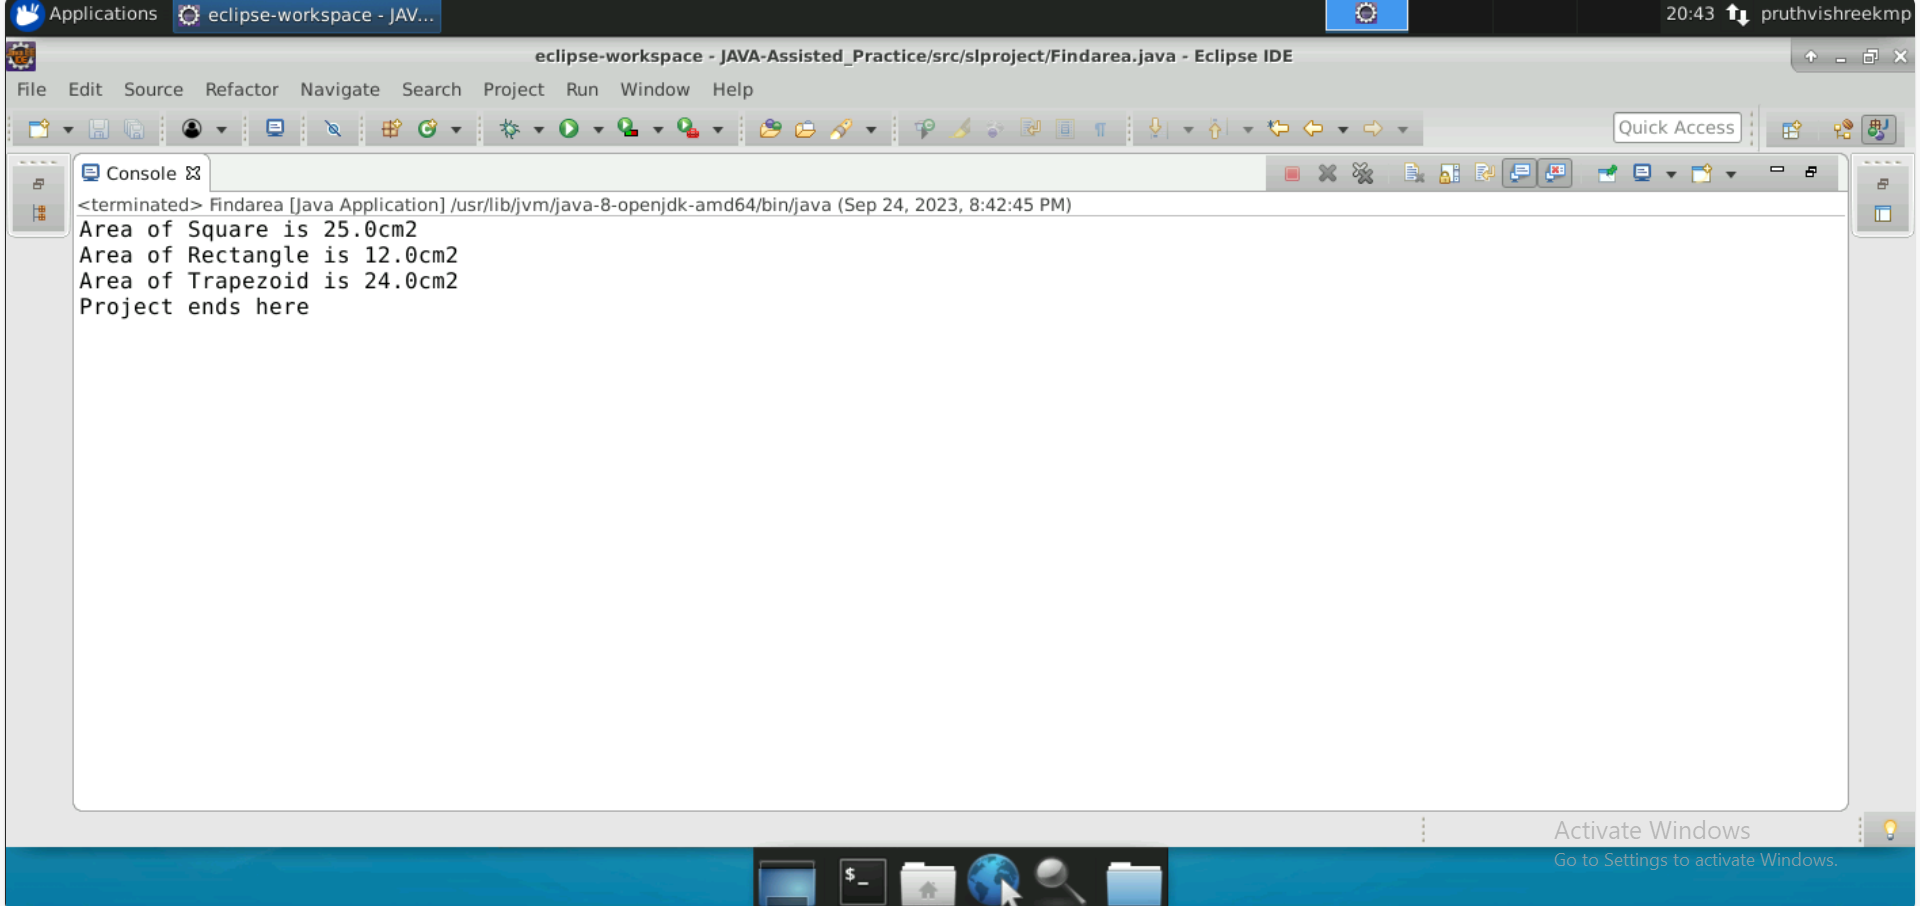 Applications
eclipse-workspace - JAV...
20:43
pruthvishreekmp
eclipse-workspace - JAVA-Assisted_Practice/src/slproject/Findarea.java - Eclipse IDE
File Edit Source Refactor Navigate Search Project Run Window Help
Quick Access
Console
<terminated> Findarea [Java Application] /usr/lib/jvm/java-8-openjdk-amd64/bin/java (Sep 24, 2023, 8:42:45 PM)
Area of Square is 25.0cm2
Area of Rectangle is 12.0cm2
Area of Trapezoid is 24.0cm2
Project ends here
Activate Windows
Go to Settings to activate Windows.
$_